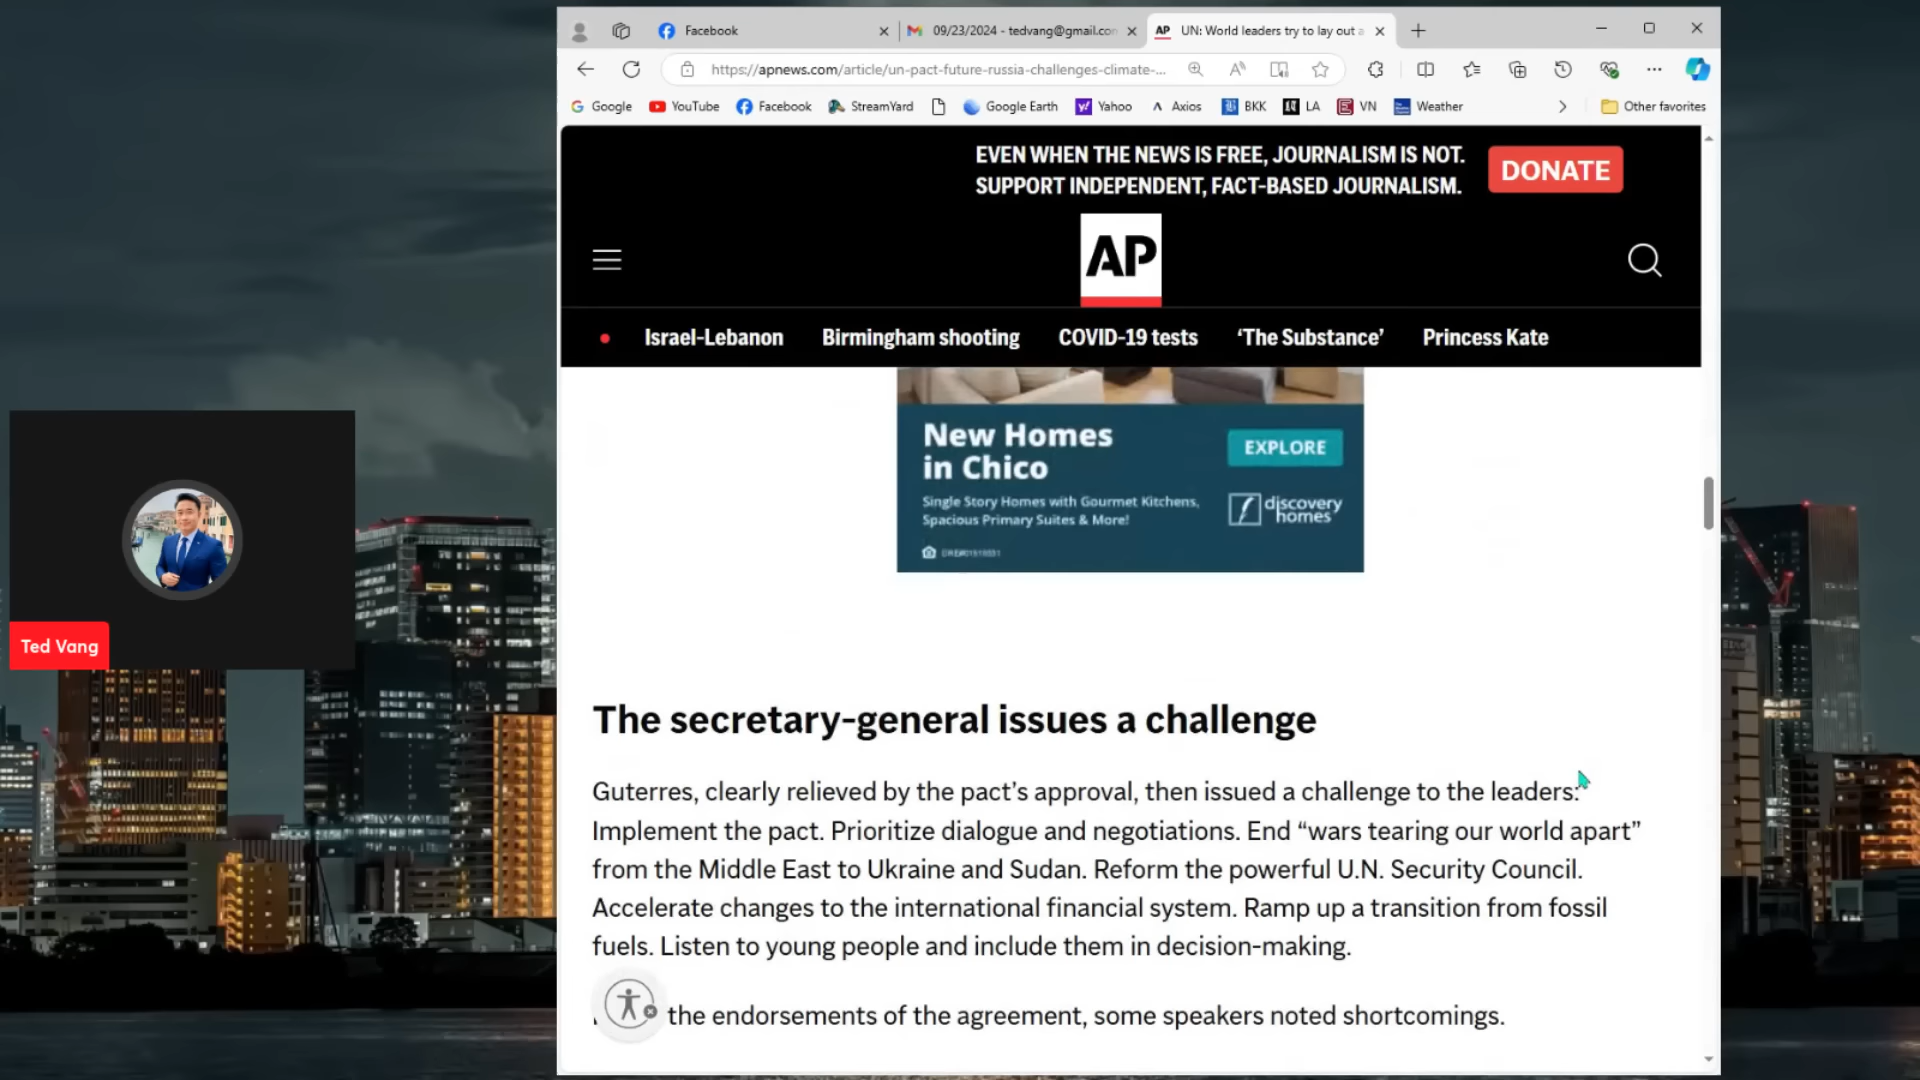 Facebook
09/23/2024 - tedvang@gmail.con
AP
UN: World leaders try to lay out a
https://apnews.com/article/un-pact-future-russia-challenges-climate-...
Google
YouTube
Facebook
StreamYard
Google Earth
Yahoo
Axios
BKK
LA
VN
Weather
Other favorites
EVEN WHEN THE NEWS IS FREE, JOURNALISM IS NOT.
SUPPORT INDEPENDENT, FACT-BASED JOURNALISM.
DONATE
AP
Israel-Lebanon
Birmingham shooting
COVID-19 tests
‘The Substance’
Princess Kate
New Homes
in Chico
EXPLORE
Single Story Homes with Gourmet Kitchens,
Spacious Primary Suites & More!
discovery
homes
Ted Vang
The secretary-general issues a challenge
Guterres, clearly relieved by the pact’s approval, then issued a challenge to the leaders:
Implement the pact. Prioritize dialogue and negotiations. End “wars tearing our world apart”
from the Middle East to Ukraine and Sudan. Reform the powerful U.N. Security Council.
Accelerate changes to the international financial system. Ramp up a transition from fossil
fuels. Listen to young people and include them in decision-making.
the endorsements of the agreement, some speakers noted shortcomings.